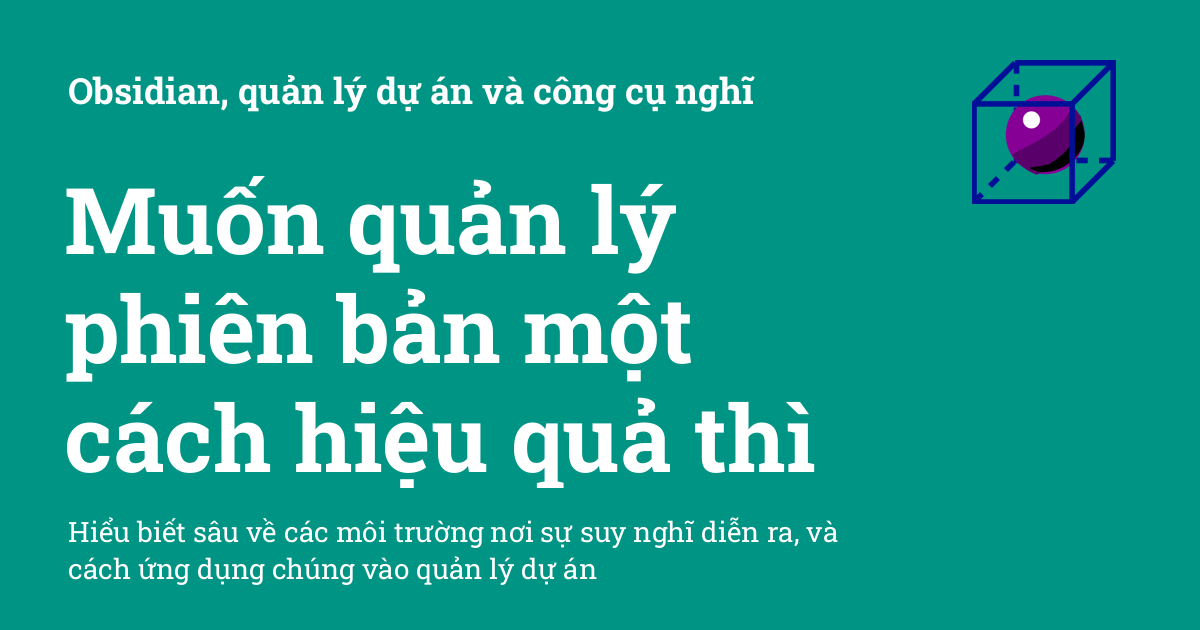 Obsidian, quản lý dự án và công cụ nghĩ
Muốn quản lý
phiên bản một
cách hiệu quả thì
Hiểu biết sâu về các môi trường nơi sự suy nghĩ diễn ra, và
cách ứng dụng chúng vào quản lý dự án